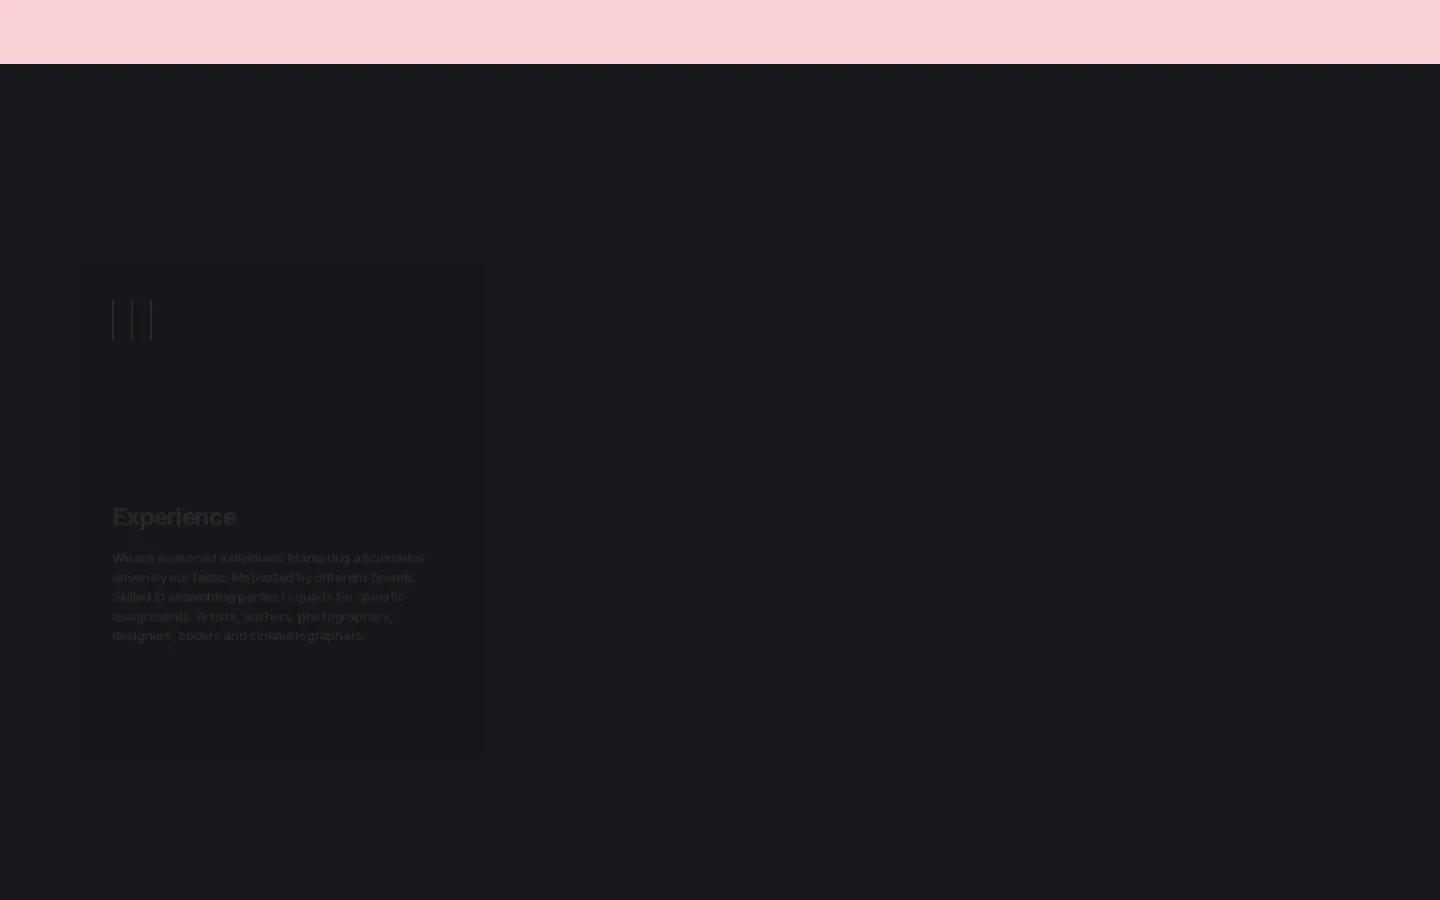 Experience
We are seasoned individuals. Marketing aficionados
driven by our tasks. Motivated by different brands.
Skilled in assembling perfect squads for specific
assignments. Artists, authors, photographers,
designers, coders and cinematographers.